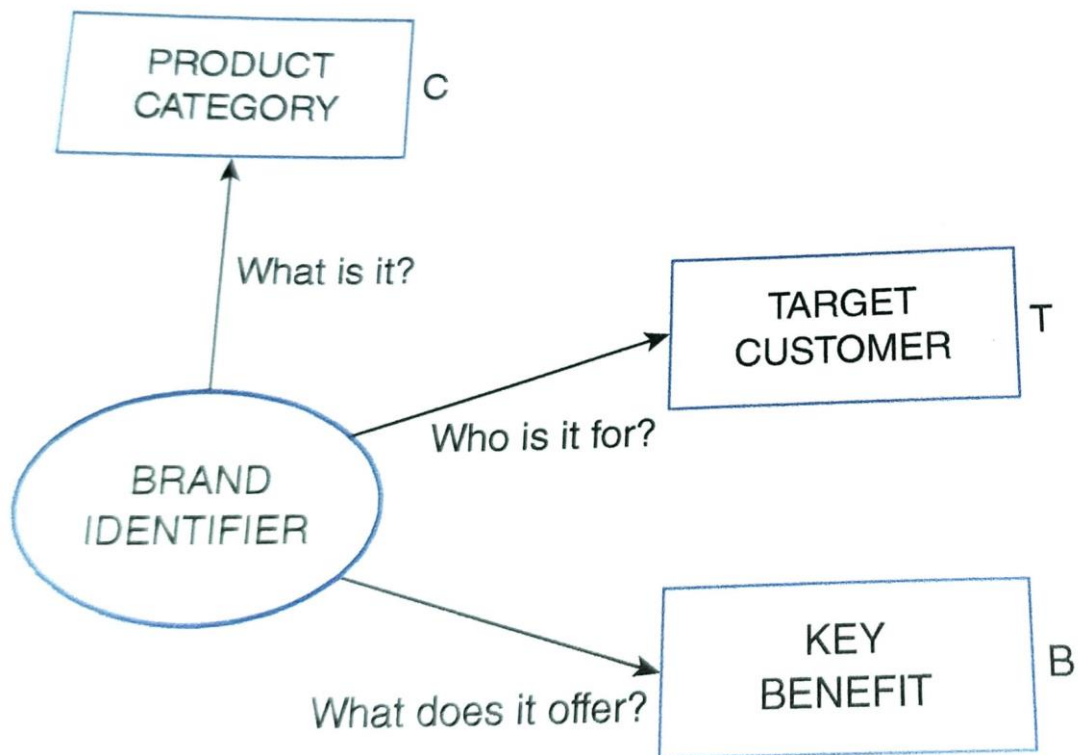 PRODUCT
CATEGORY
C
What is it?
TARGET
CUSTOMER
T
Who is it for?
BRAND
IDENTIFIER
KEY
BENEFIT
B
What does it offer?